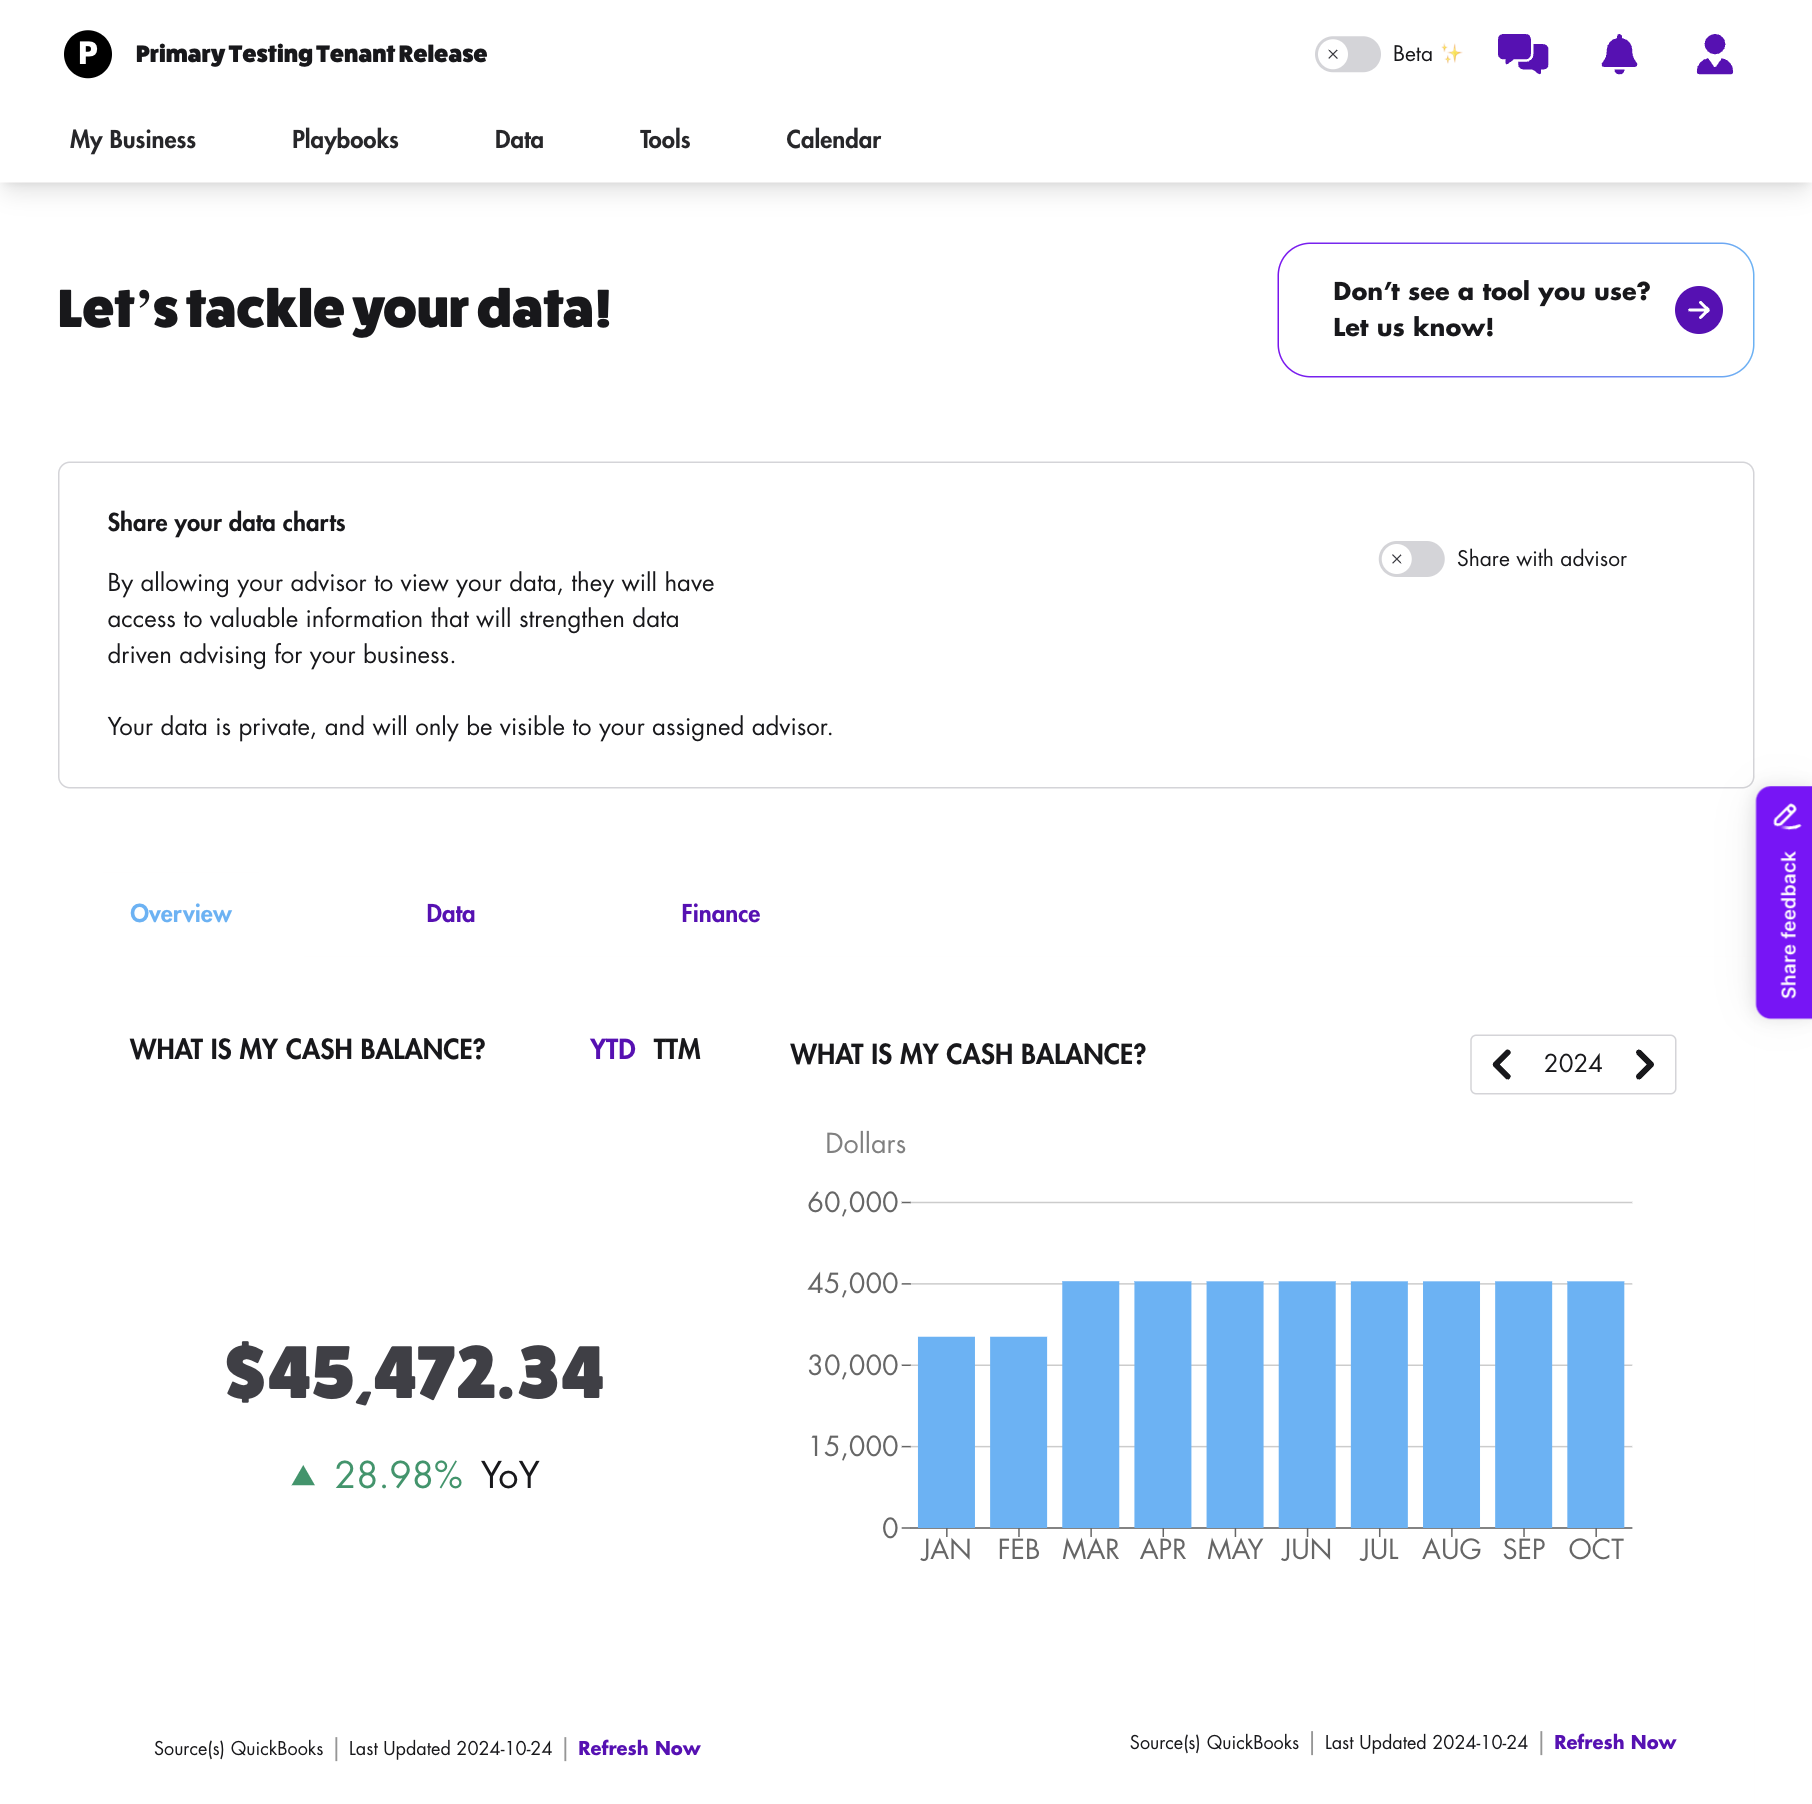 P
Primary Testing Tenant Release
Beta ✨
My Business
Playbooks
Data
Tools
Calendar
Let’s tackle your data!
Don’t see a tool you use?
Let us know!
Share your data charts
By allowing your advisor to view your data, they will have
access to valuable information that will strengthen data
driven advising for your business.
Your data is private, and will only be visible to your assigned advisor.
Share with advisor
Share feedback
Overview
Data
Finance
WHAT IS MY CASH BALANCE?
YTD TTM
$45,472.34
▲ 28.98% YoY
Source(s) QuickBooks | Last Updated 2024-10-24 | Refresh Now
WHAT IS MY CASH BALANCE?
2024
Dollars
60,000
45,000
30,000
15,000
0
JAN FEB MAR APR MAY JUN JUL AUG SEP OCT
Source(s) QuickBooks | Last Updated 2024-10-24 | Refresh Now